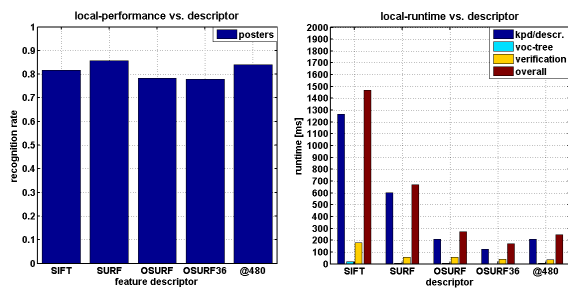 local-performance vs. descriptor
posters
1
0.9
0.8
0.7
0.6
0.5
0.4
0.3
0.2
0.1
0
recognition rate
SIFT SURF OSURF OSURF36 @480
feature descriptor
local-runtime vs. descriptor
kpd/descr.
voc-tree
verification
overall
2000
1900
1800
1700
1600
1500
1400
1300
1200
1100
1000
900
800
700
600
500
400
300
200
100
0
runtime [ms]
SIFT SURF OSURF OSURF36 @480
descriptor